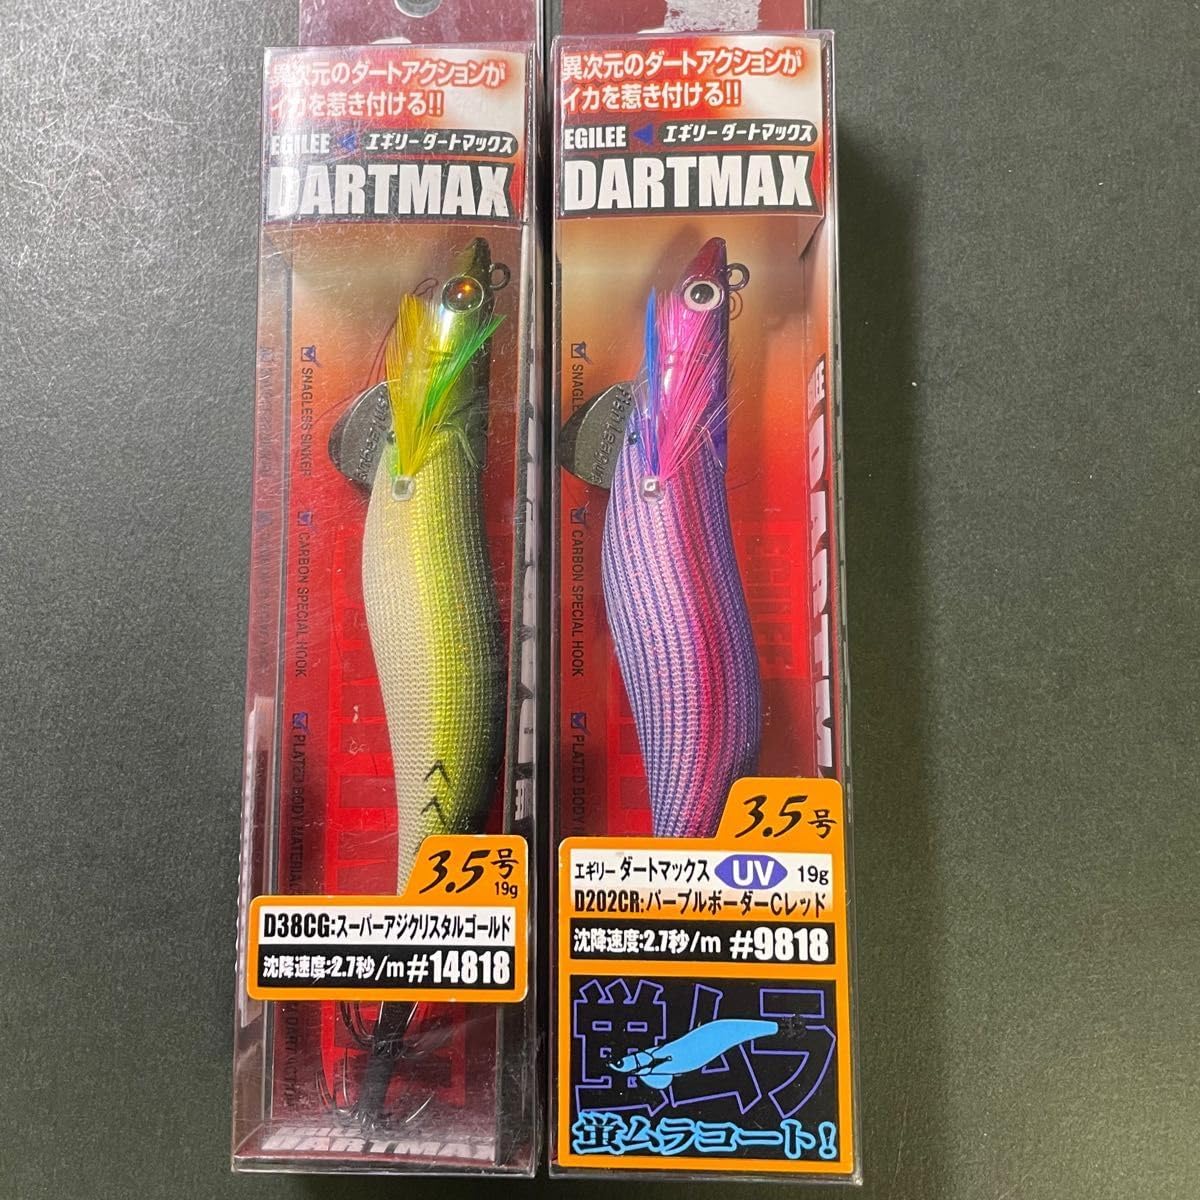 異次元のダートアクションが
イカを惹き付ける!!
EGILEE エギリーダートマックス
DARTMAX
SNAGLESS SINKER
CARBON SPECIAL HOOK
PLATED BODY MATERIAL
3.5号
19g
D38CG:スーパーアジクリスタルゴールド
沈降速度:2.7秒/m #14818
DARTMAX
異次元のダートアクションが
イカを惹き付ける!!
EGILEE エギリーダートマックス
DARTMAX
Fish League
CARBON SPECIAL HOOK
PLATED BODY
3.5号
エギリー ダートマックス UV 19g
D202CR:パープルボーダーCレッド
沈降速度:2.7秒/m #9818
蛍ムラ
蛍ムラコート!